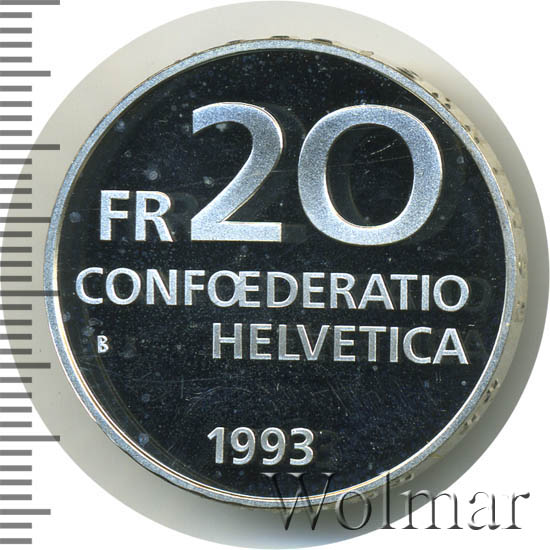 FR 20
CONFŒDERATIO
HELVETICA
B
1993
Wolmar